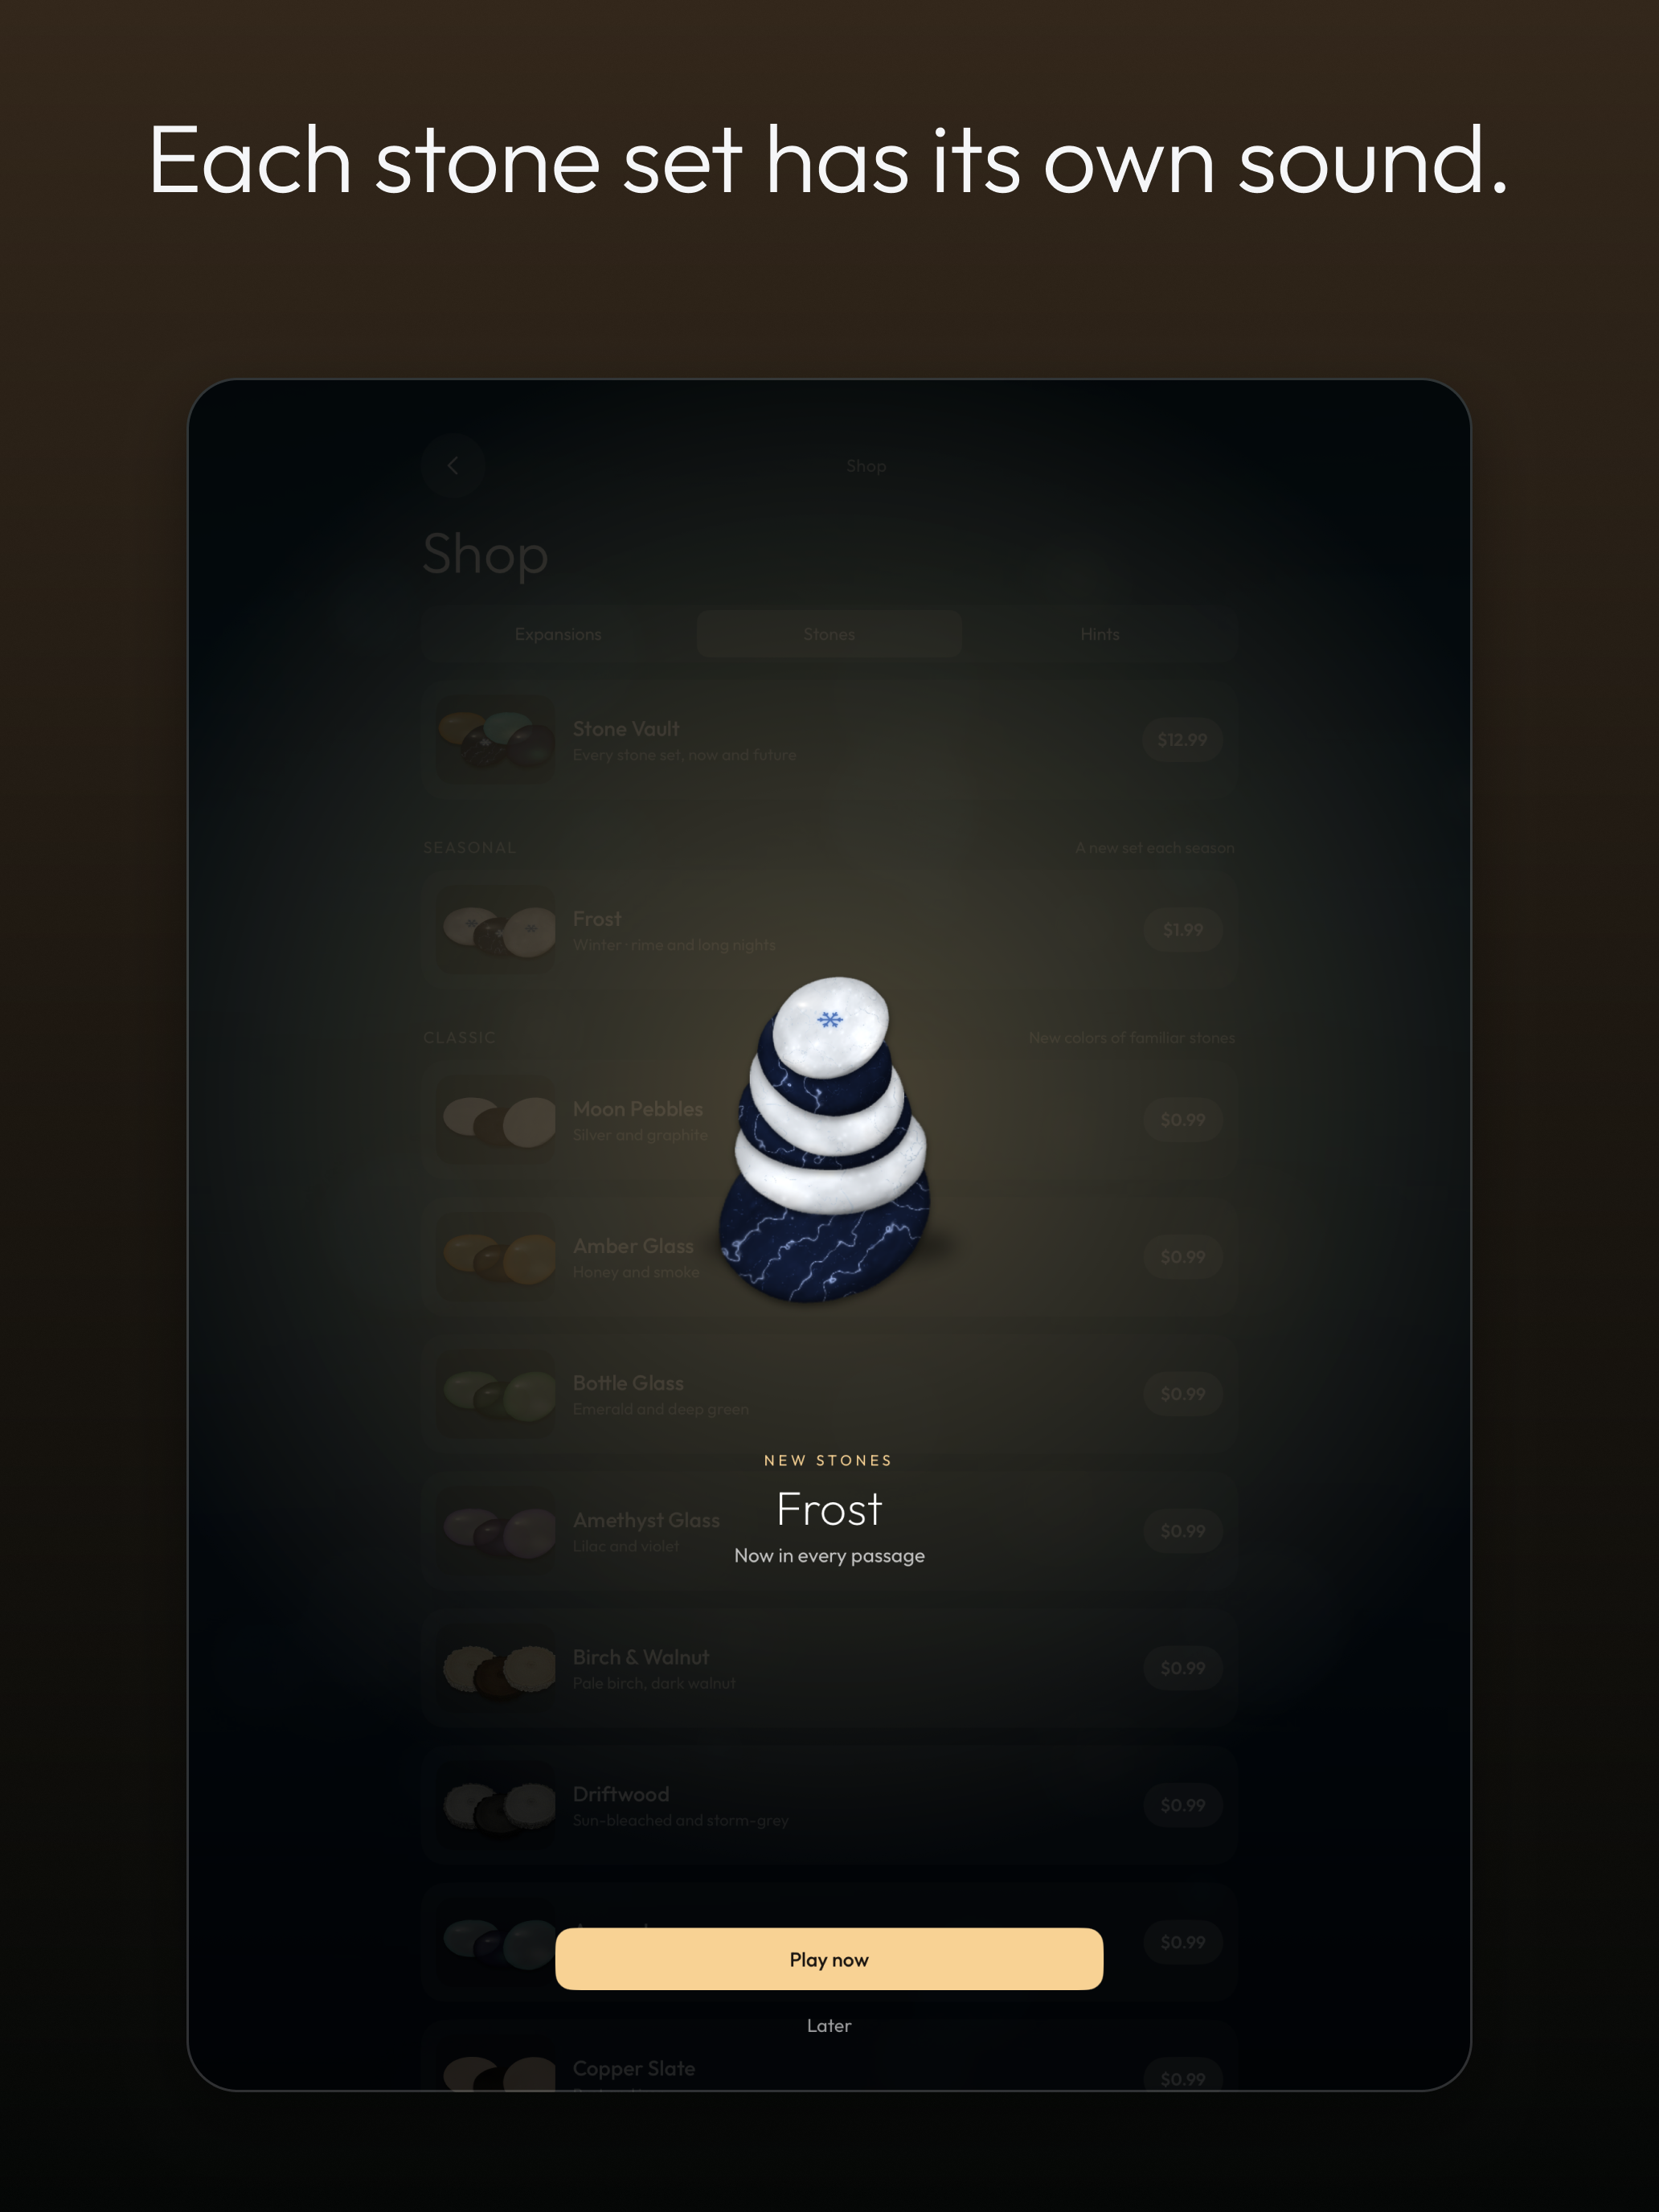 Each stone set has its own sound.
Shop
Shop
Expansions
Stones
Hints
Stone Vault
Every stone set, now and future
$12.99
SEASONAL
A new set each season
Frost
Winter · rime and long nights
$1.99
CLASSIC
New colors of familiar stones
Moon Pebbles
Silver and graphite
$0.99
Amber Glass
Honey and smoke
$0.99
Bottle Glass
Emerald and deep green
$0.99
NEW STONES
Frost
Now in every passage
Amethyst Glass
Lilac and violet
$0.99
Birch & Walnut
Pale birch, dark walnut
$0.99
Driftwood
Sun-bleached and storm-grey
$0.99
$0.99
Play now
Later
Copper Slate
$0.99